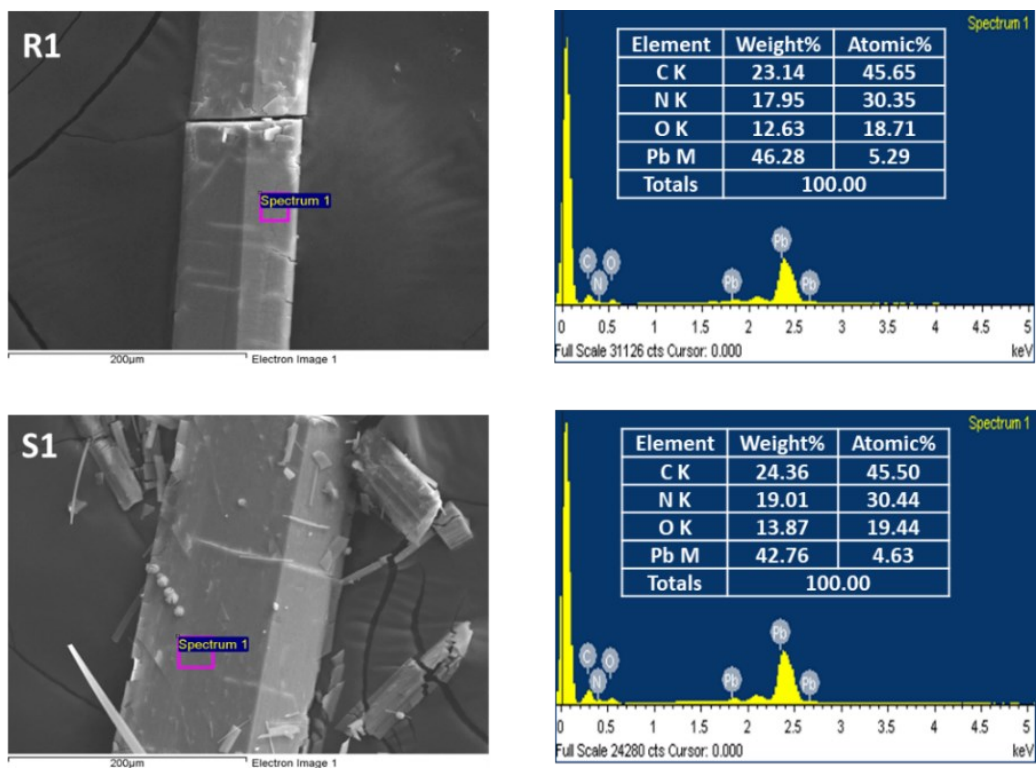 R1
Spectrum 1
200µm
Electron Image 1
Spectrum 1
Element Weight% Atomic%
C K 23.14 45.65
N K 17.95 30.35
O K 12.63 18.71
Pb M 46.28 5.29
Totals 100.00
C
N
O
Pb
Pb
Pb
0 0.5 1 1.5 2 2.5 3 3.5 4 4.5 5
Full Scale 31126 cts Cursor: 0.000 keV
S1
Spectrum 1
200µm
Electron Image 1
Spectrum 1
Element Weight% Atomic%
C K 24.36 45.50
N K 19.01 30.44
O K 13.87 19.44
Pb M 42.76 4.63
Totals 100.00
C
N
O
Pb
Pb
Pb
0 0.5 1 1.5 2 2.5 3 3.5 4 4.5 5
Full Scale 24280 cts Cursor: 0.000 keV